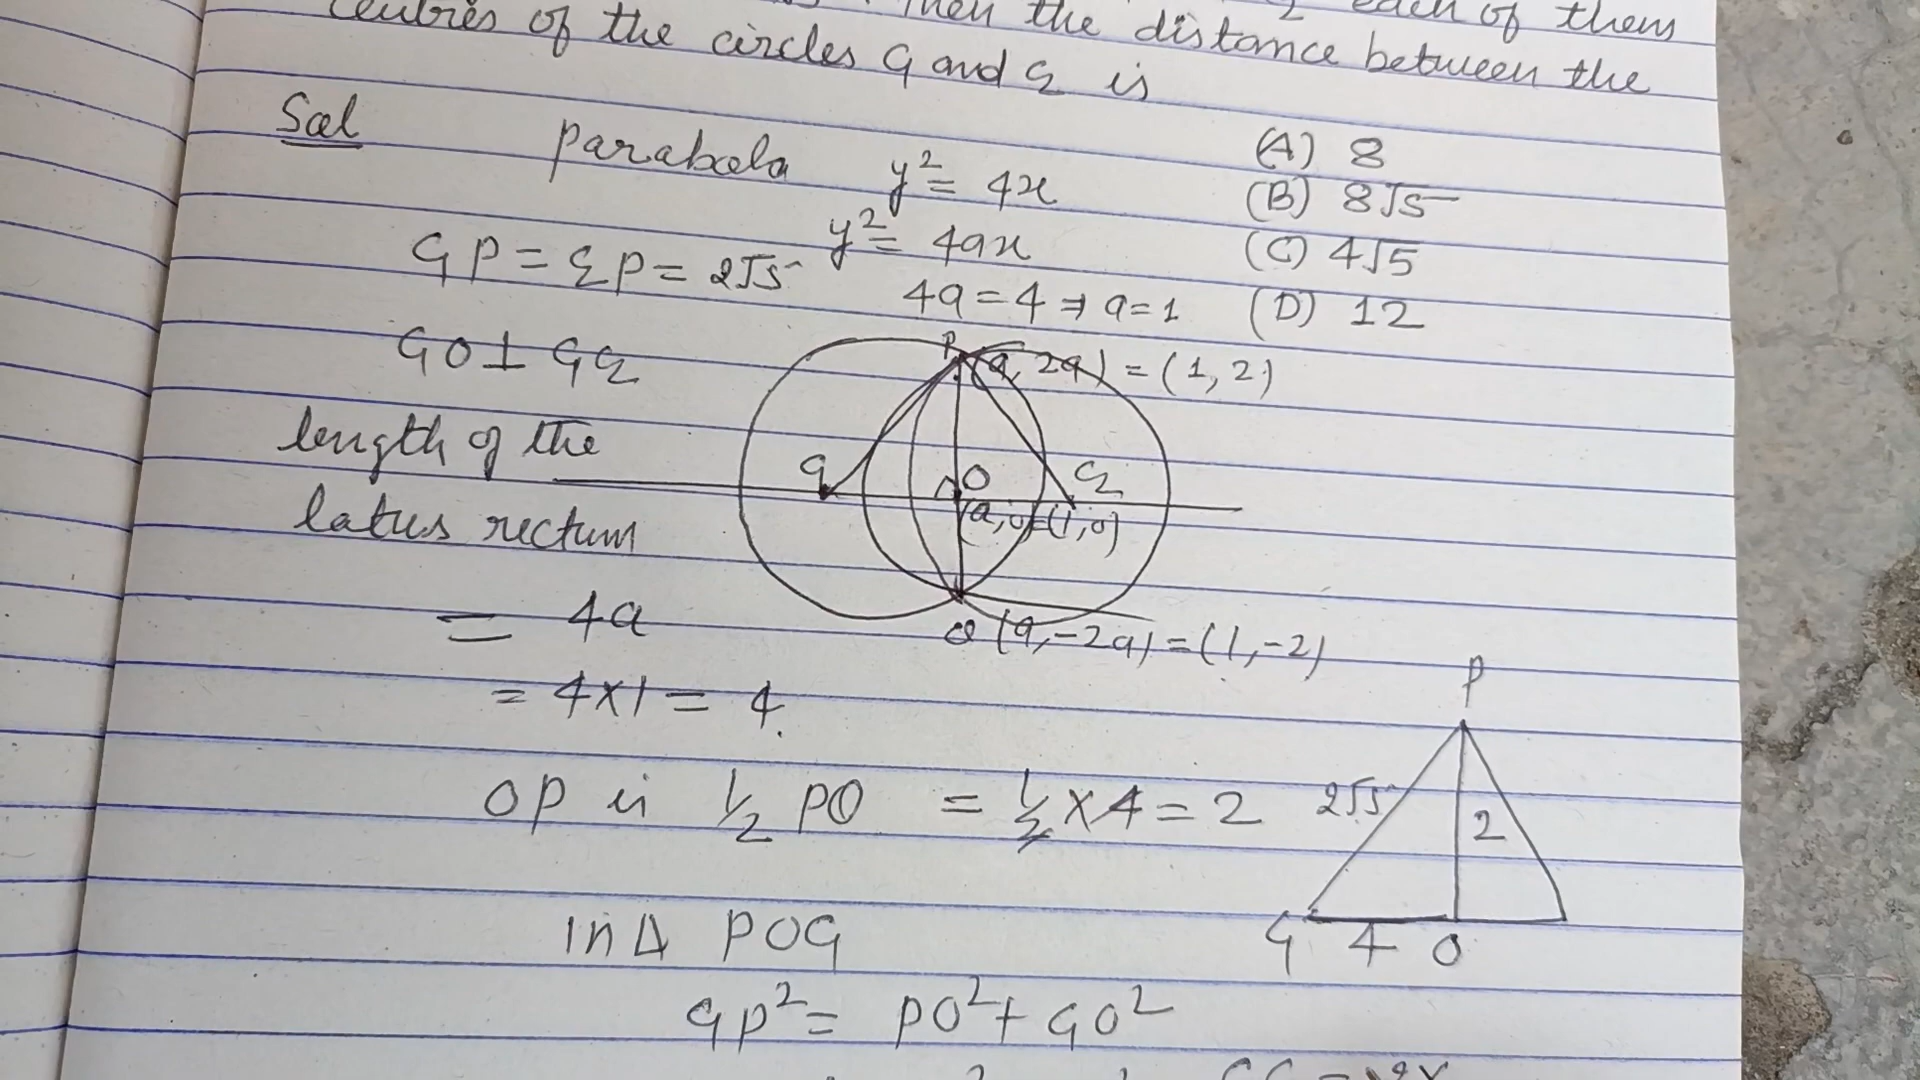 each of them
centres of the circles C₁ and C₂ is
Then the distance between the
Sol parabola y² = 4x
(A) 8
(B) 8√5
C₁P = C₂P = 2√5 y² = 4ax
(C) 4√5
4a = 4 ⇒ a = 1 (D) 12
C₁O ⊥ C₁C₂
P (a, 2a) = (1, 2)
length of the
C₁ O C₂
(a, 0) = (1, 0)
latus rectum
= 4a
Q (a, -2a) = (1, -2)
= 4×1 = 4.
P
OP is 1/2 PQ = 1/2 × 4 = 2
2√5 2
C₁ 4 O
In Δ POC₁
C₁P² = PO² + C₁O²